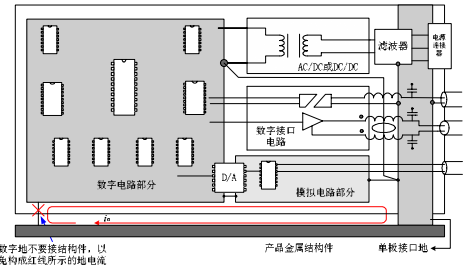 电源
连接
器
滤波器
AC/DC或DC/DC
数字接口
电路
数字电路部分
D/A
模拟电路部分
数字地不要接结构件，以
免构成红线所示的地电流
产品金属结构件
单板接口地